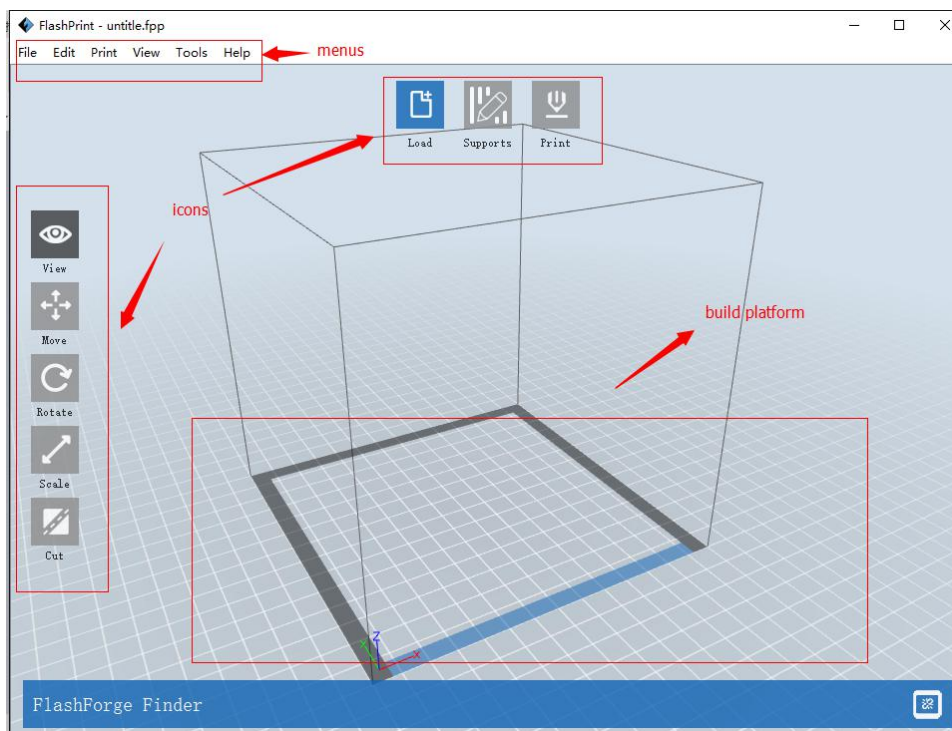 FlashPrint - untitle.fpp
File Edit Print View Tools Help
menus
Load Supports Print
icons
View
Move
build platform
Rotate
Scale
Cut
Z
Y
X
FlashForge Finder